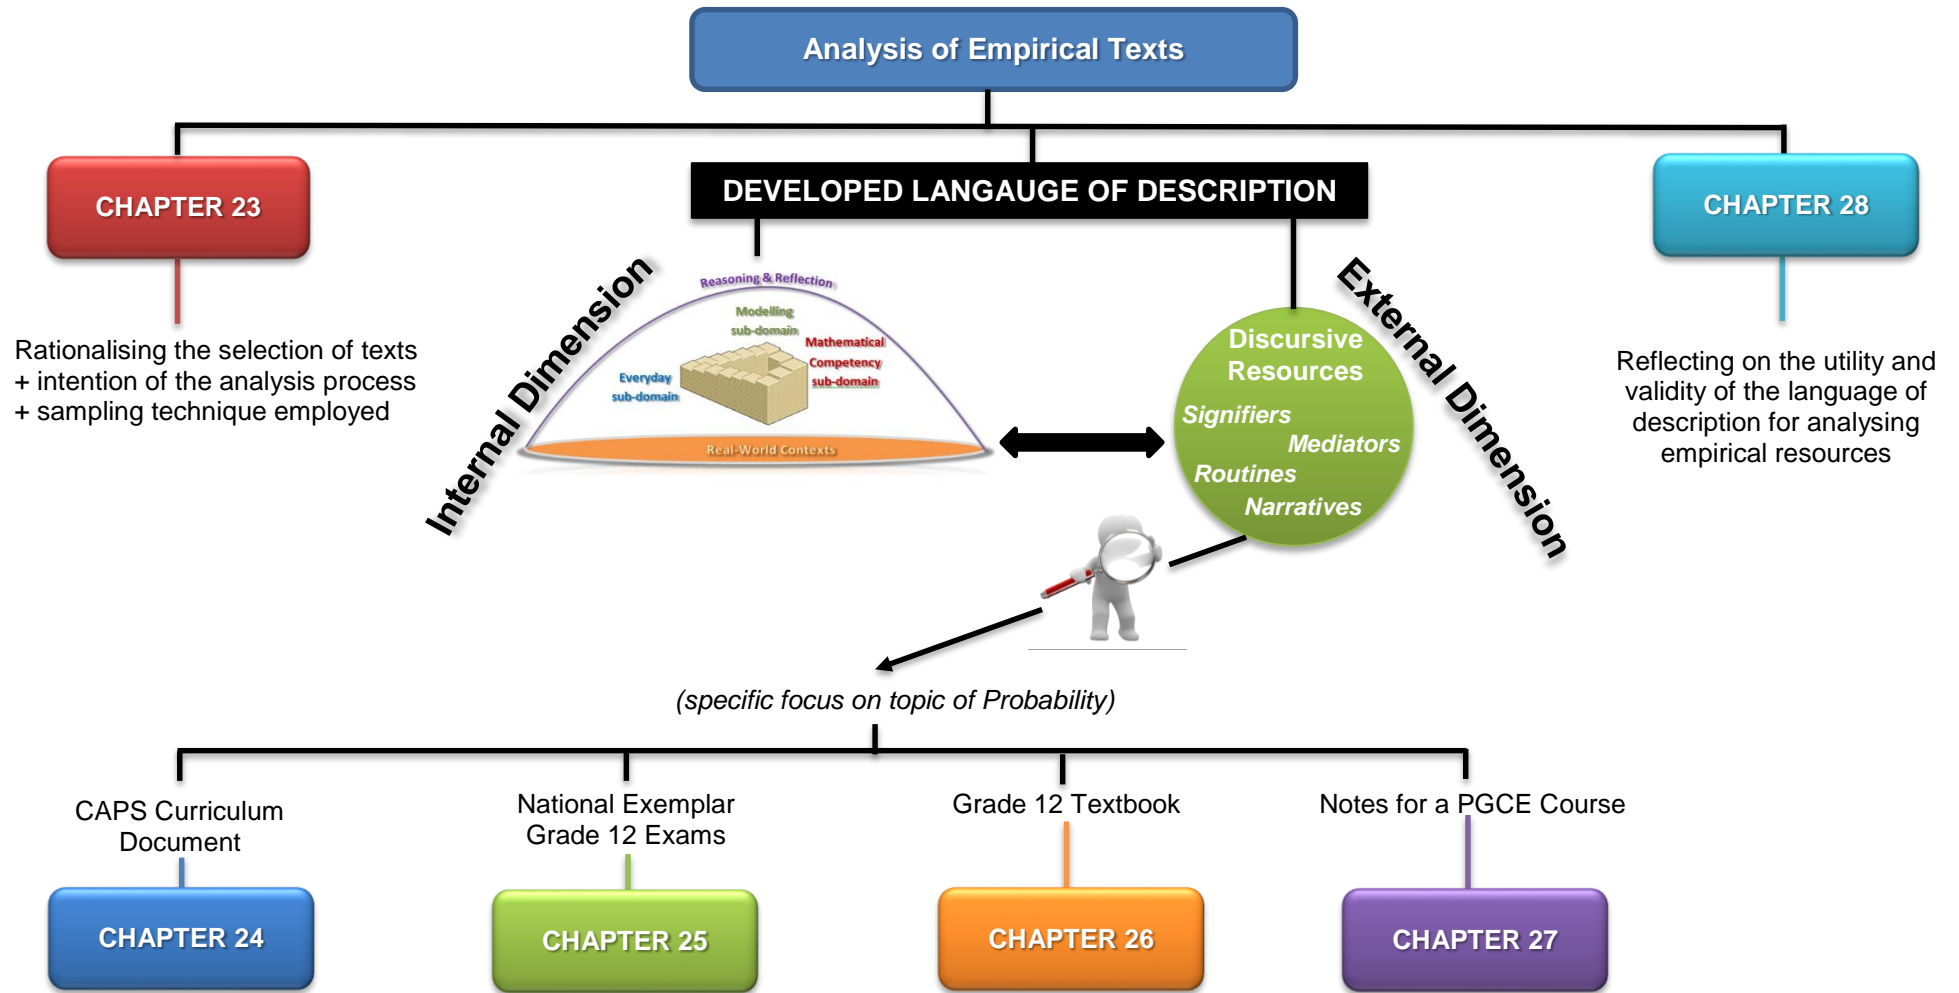 Analysis of Empirical Texts
CHAPTER 23
DEVELOPED LANGAUGE OF DESCRIPTION
CHAPTER 28
Rationalising the selection of texts
+ intention of the analysis process
+ sampling technique employed
Internal Dimension
Reasoning & Reflection
Modelling
sub-domain
Mathematical
Competency
sub-domain
Everyday
sub-domain
Real-World Contexts
Discursive
Resources
Signifiers
Mediators
Routines
Narratives
External Dimension
Reflecting on the utility and
validity of the language of
description for analysing
empirical resources
(specific focus on topic of Probability)
CAPS Curriculum
Document
National Exemplar
Grade 12 Exams
Grade 12 Textbook
Notes for a PGCE Course
CHAPTER 24
CHAPTER 25
CHAPTER 26
CHAPTER 27